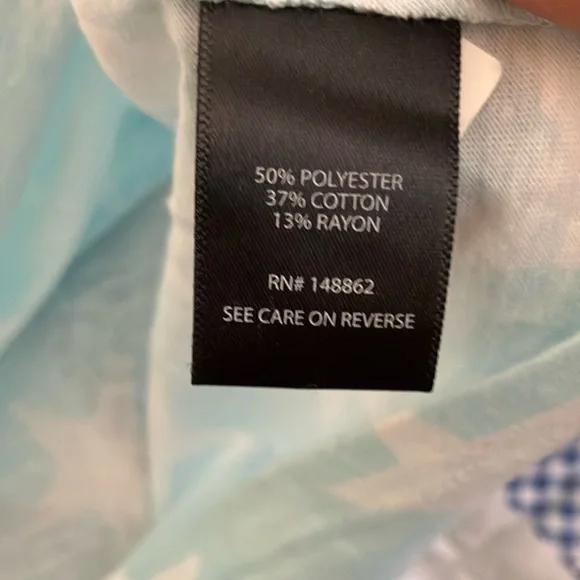 50% POLYESTER
37% COTTON
13% RAYON
RN# 148862
SEE CARE ON REVERSE